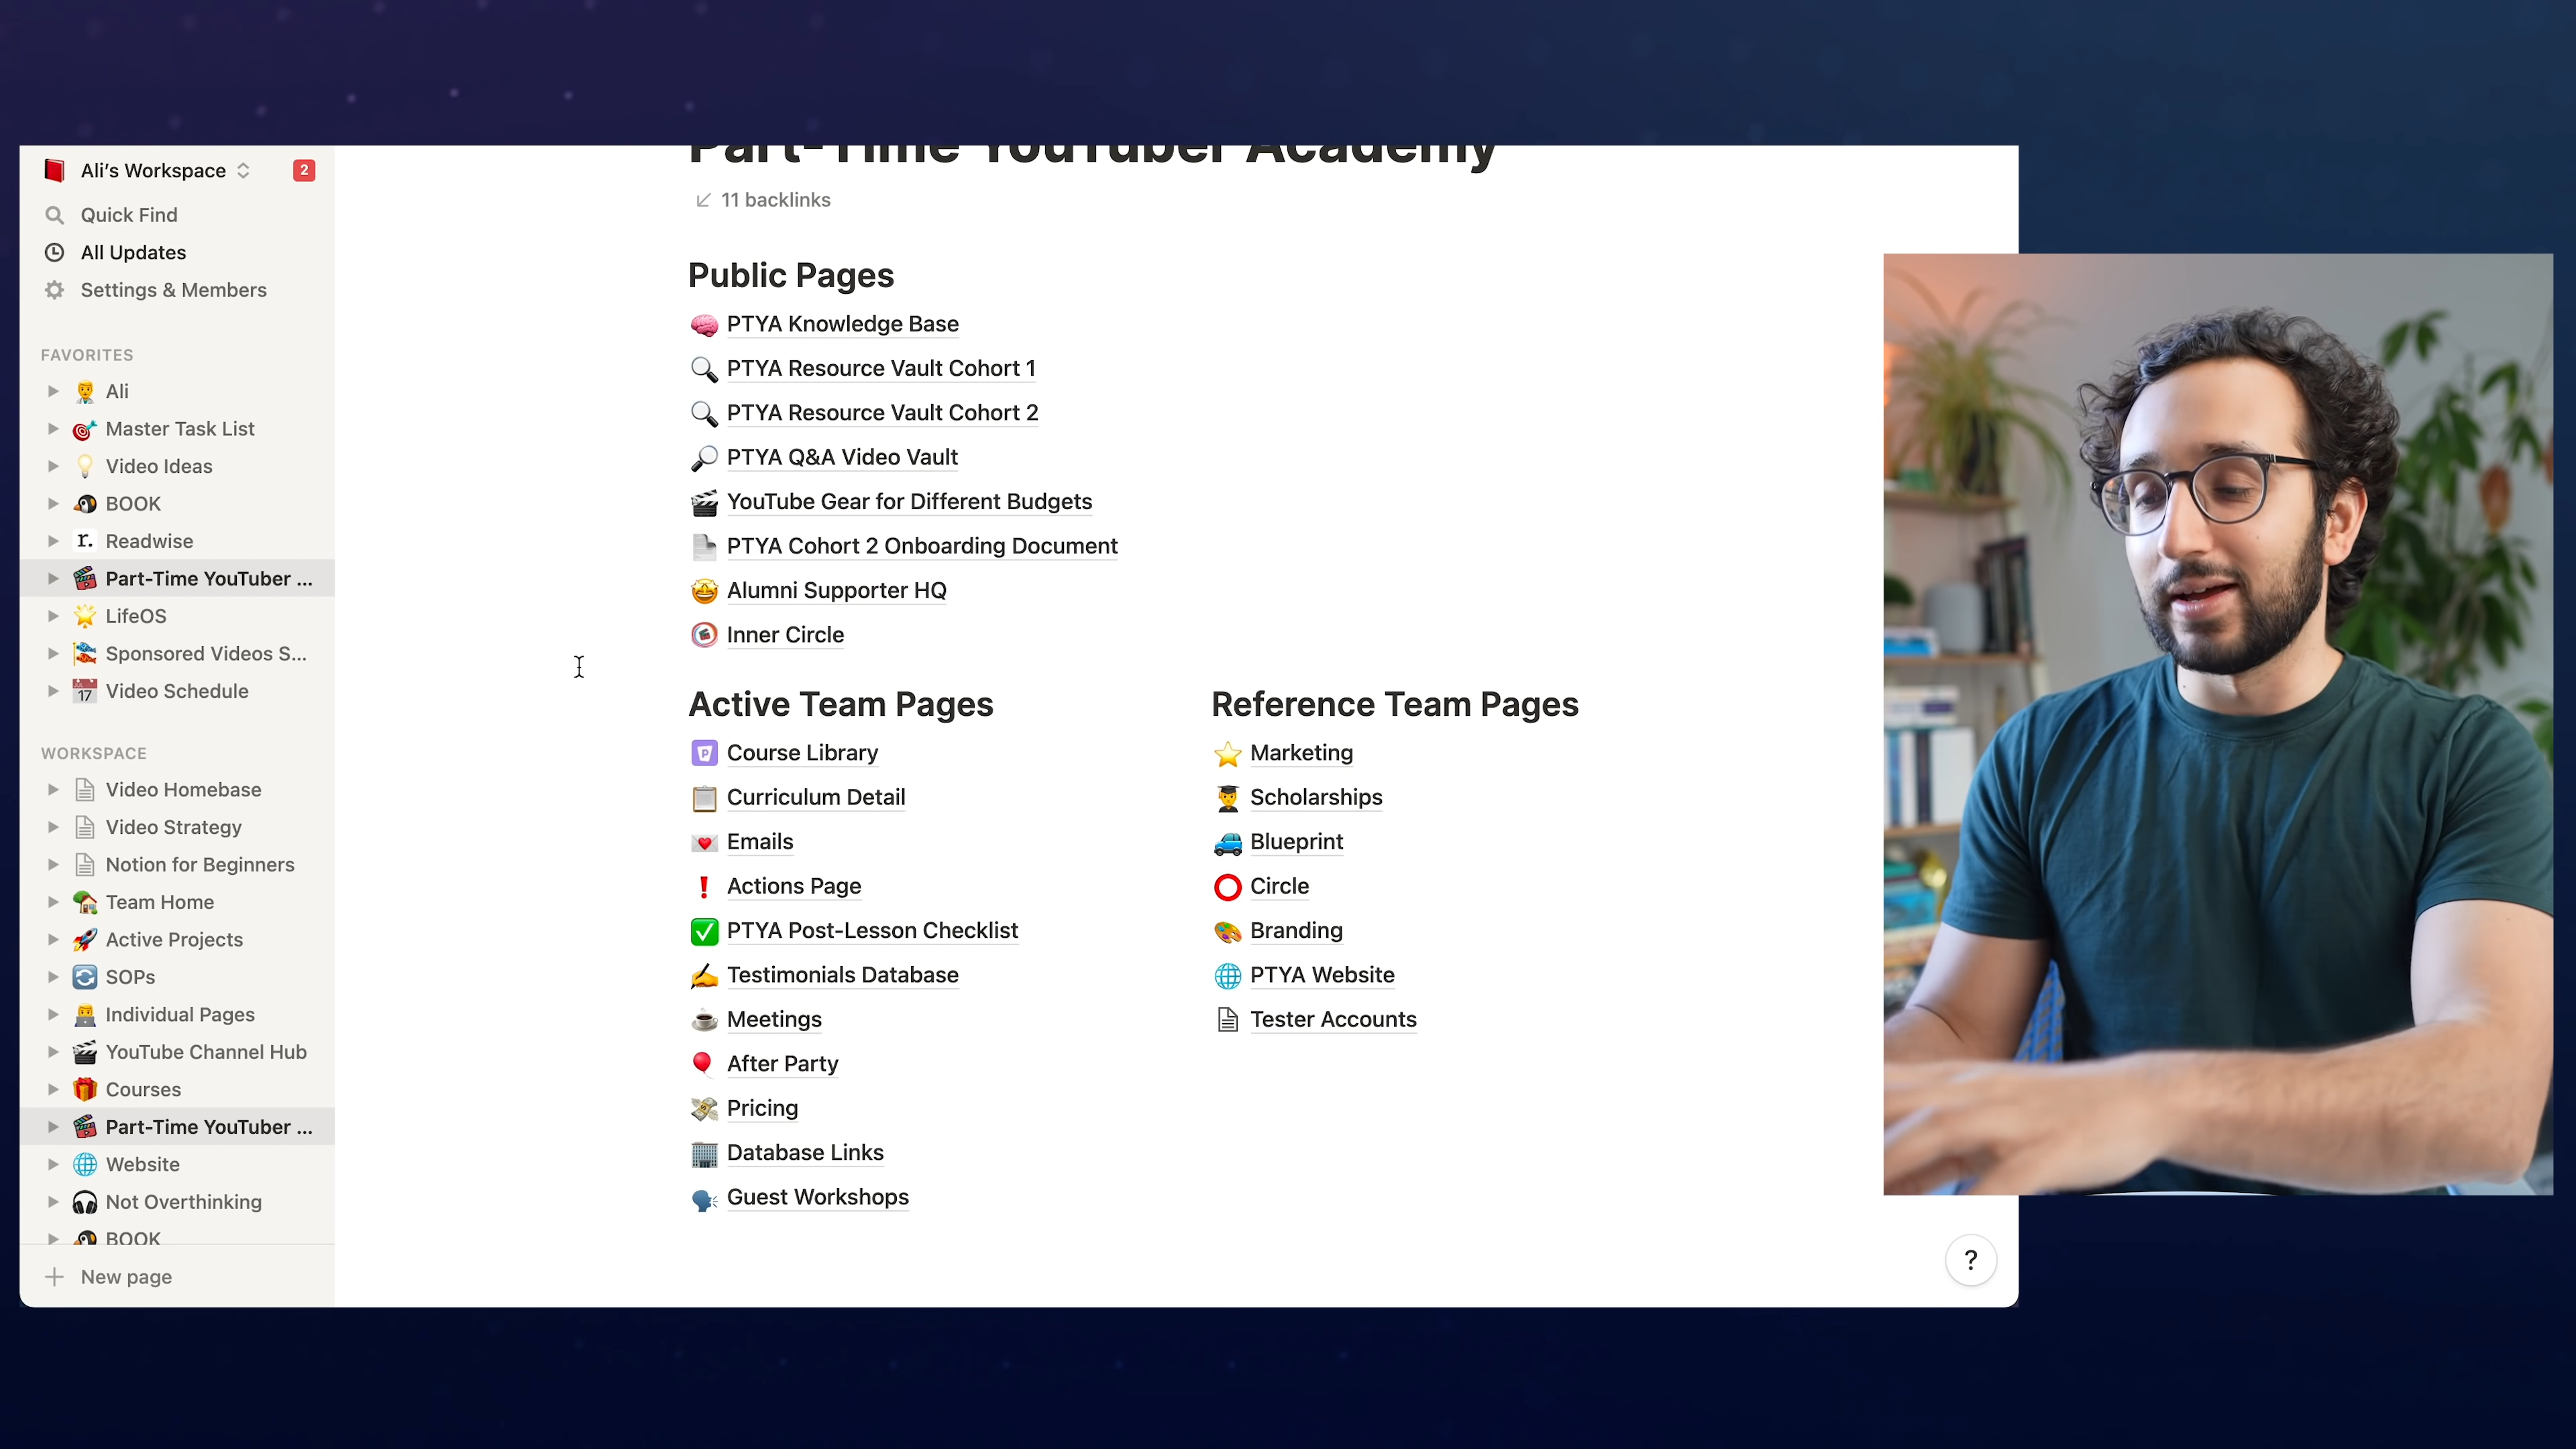 Ali's Workspace
2
Quick Find
All Updates
Settings & Members
FAVORITES
Ali
Master Task List
Video Ideas
BOOK
r. Readwise
Part-Time YouTuber ...
LifeOS
Sponsored Videos S...
17 Video Schedule
WORKSPACE
Video Homebase
Video Strategy
Notion for Beginners
Team Home
Active Projects
SOPs
Individual Pages
YouTube Channel Hub
Courses
Part-Time YouTuber ...
Website
Not Overthinking
BOOK
New page
Part-Time YouTuber Academy
11 backlinks
Public Pages
PTYA Knowledge Base
PTYA Resource Vault Cohort 1
PTYA Resource Vault Cohort 2
PTYA Q&A Video Vault
YouTube Gear for Different Budgets
PTYA Cohort 2 Onboarding Document
Alumni Supporter HQ
Inner Circle
Active Team Pages
Course Library
Curriculum Detail
Emails
Actions Page
PTYA Post-Lesson Checklist
Testimonials Database
Meetings
After Party
Pricing
Database Links
Guest Workshops
Reference Team Pages
Marketing
Scholarships
Blueprint
Circle
Branding
PTYA Website
Tester Accounts
?